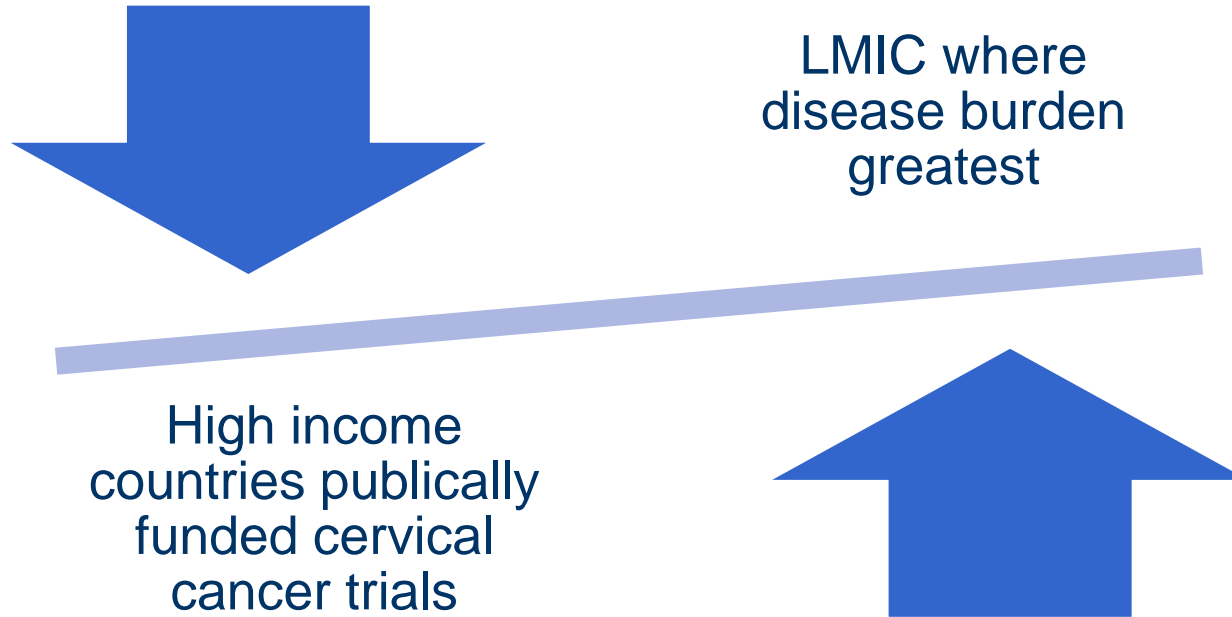 LMIC where
disease burden
greatest
High income
countries publically
funded cervical
cancer trials